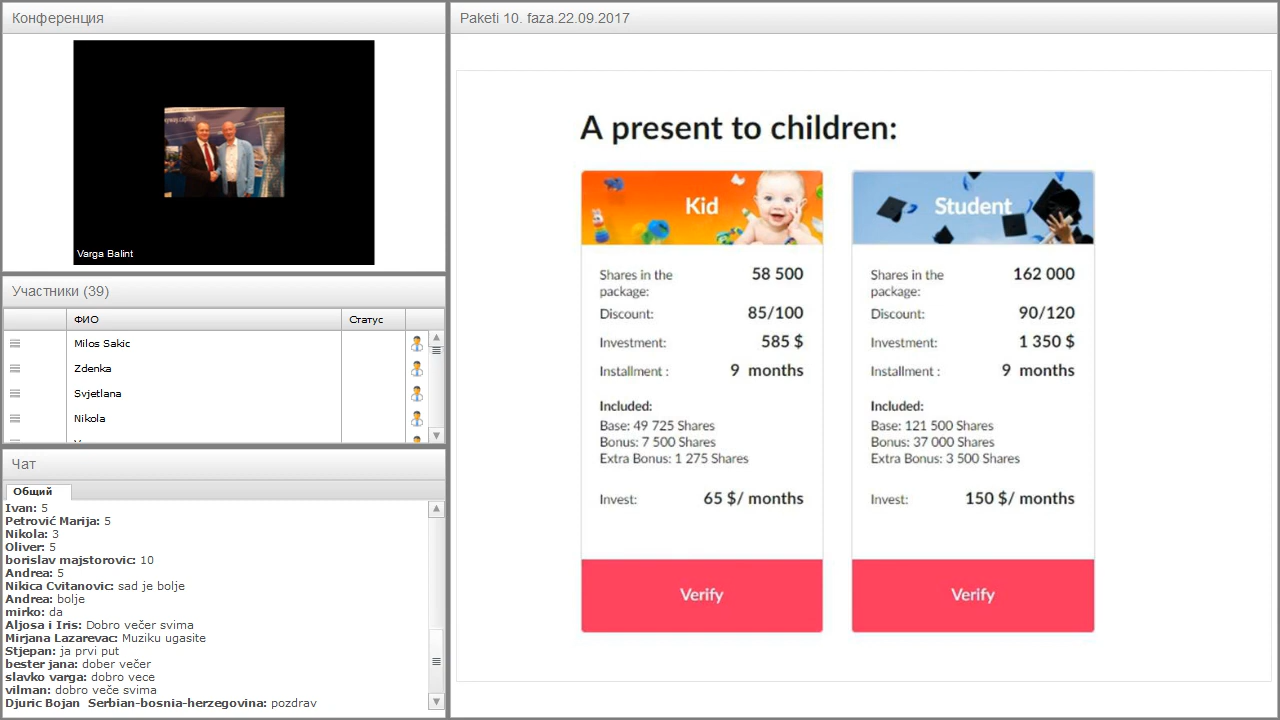 Конференция
Varga Balint
Участники (39)
ФИО
Статус
Milos Sakic
Zdenka
Svjetlana
Nikola
Чат
Общий
Ivan: 5
Petrović Marija: 5
Nikola: 3
Oliver: 5
borislav majstorovic: 10
Andrea: 5
Nikica Cvitanovic: sad je bolje
Andrea: bolje
mirko: da
Aljosa i Iris: Dobro večer svima
Mirjana Lazarevac: Muziku ugasite
Stjepan: ja prvi put
bester jana: dober večer
slavko varga: dobro vece
vilman: dobro veče svima
Djuric Bojan Serbian-bosnia-herzegovina: pozdrav
Paketi 10. faza.22.09.2017
A present to children:
Kid
Shares in the package: 58 500
Discount: 85/100
Investment: 585 $
Installment : 9 months
Included:
Base: 49 725 Shares
Bonus: 7 500 Shares
Extra Bonus: 1 275 Shares
Invest: 65 $/ months
Verify
Student
Shares in the package: 162 000
Discount: 90/120
Investment: 1 350 $
Installment : 9 months
Included:
Base: 121 500 Shares
Bonus: 37 000 Shares
Extra Bonus: 3 500 Shares
Invest: 150 $/ months
Verify